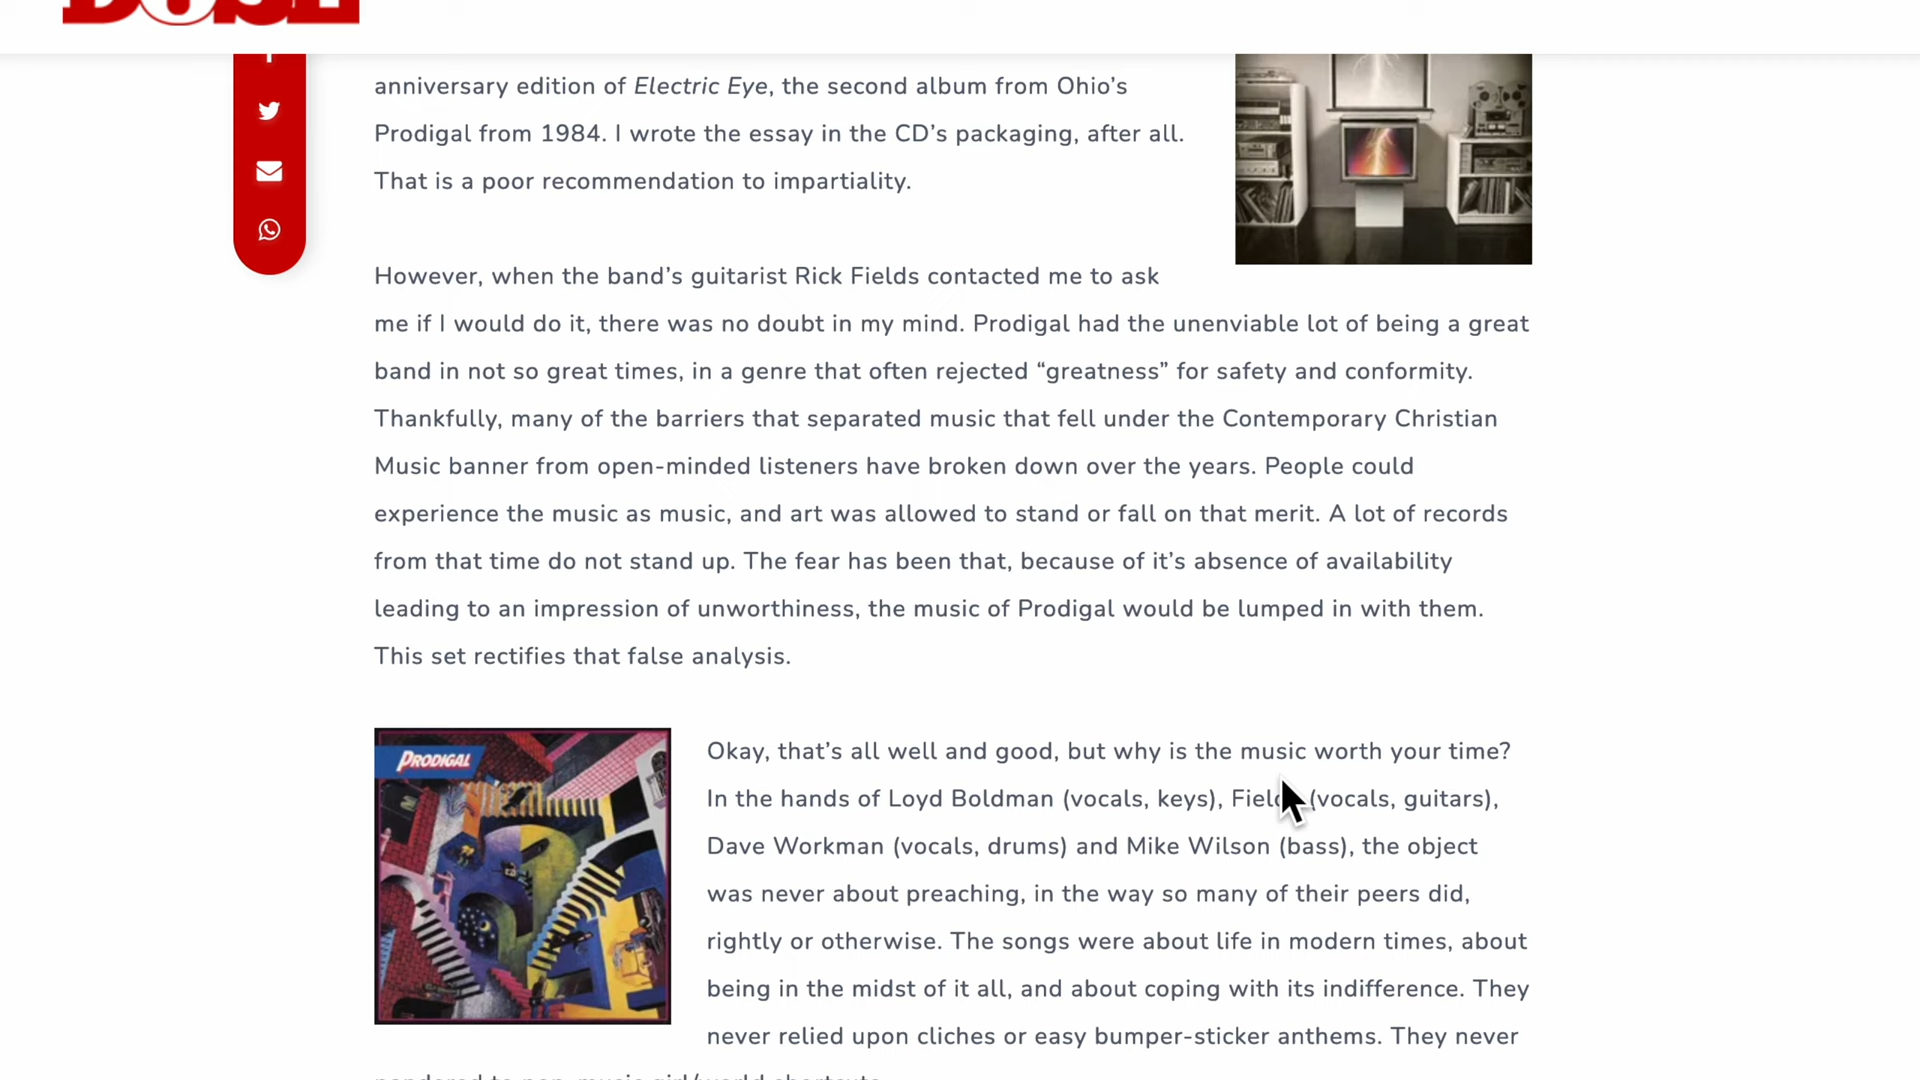 DOSE
anniversary edition of Electric Eye, the second album from Ohio’s
Prodigal from 1984. I wrote the essay in the CD’s packaging, after all.
That is a poor recommendation to impartiality.
However, when the band’s guitarist Rick Fields contacted me to ask
me if I would do it, there was no doubt in my mind. Prodigal had the unenviable lot of being a great
band in not so great times, in a genre that often rejected “greatness” for safety and conformity.
Thankfully, many of the barriers that separated music that fell under the Contemporary Christian
Music banner from open-minded listeners have broken down over the years. People could
experience the music as music, and art was allowed to stand or fall on that merit. A lot of records
from that time do not stand up. The fear has been that, because of it’s absence of availability
leading to an impression of unworthiness, the music of Prodigal would be lumped in with them.
This set rectifies that false analysis.
PRODIGAL
Okay, that’s all well and good, but why is the music worth your time?
In the hands of Loyd Boldman (vocals, keys), (vocals, guitars),
Dave Workman (vocals, drums) and Mike Wilson (bass), the object
was never about preaching, in the way so many of their peers did,
rightly or otherwise. The songs were about life in modern times, about
being in the midst of it all, and about coping with its indifference. They
never relied upon cliches or easy bumper-sticker anthems. They never